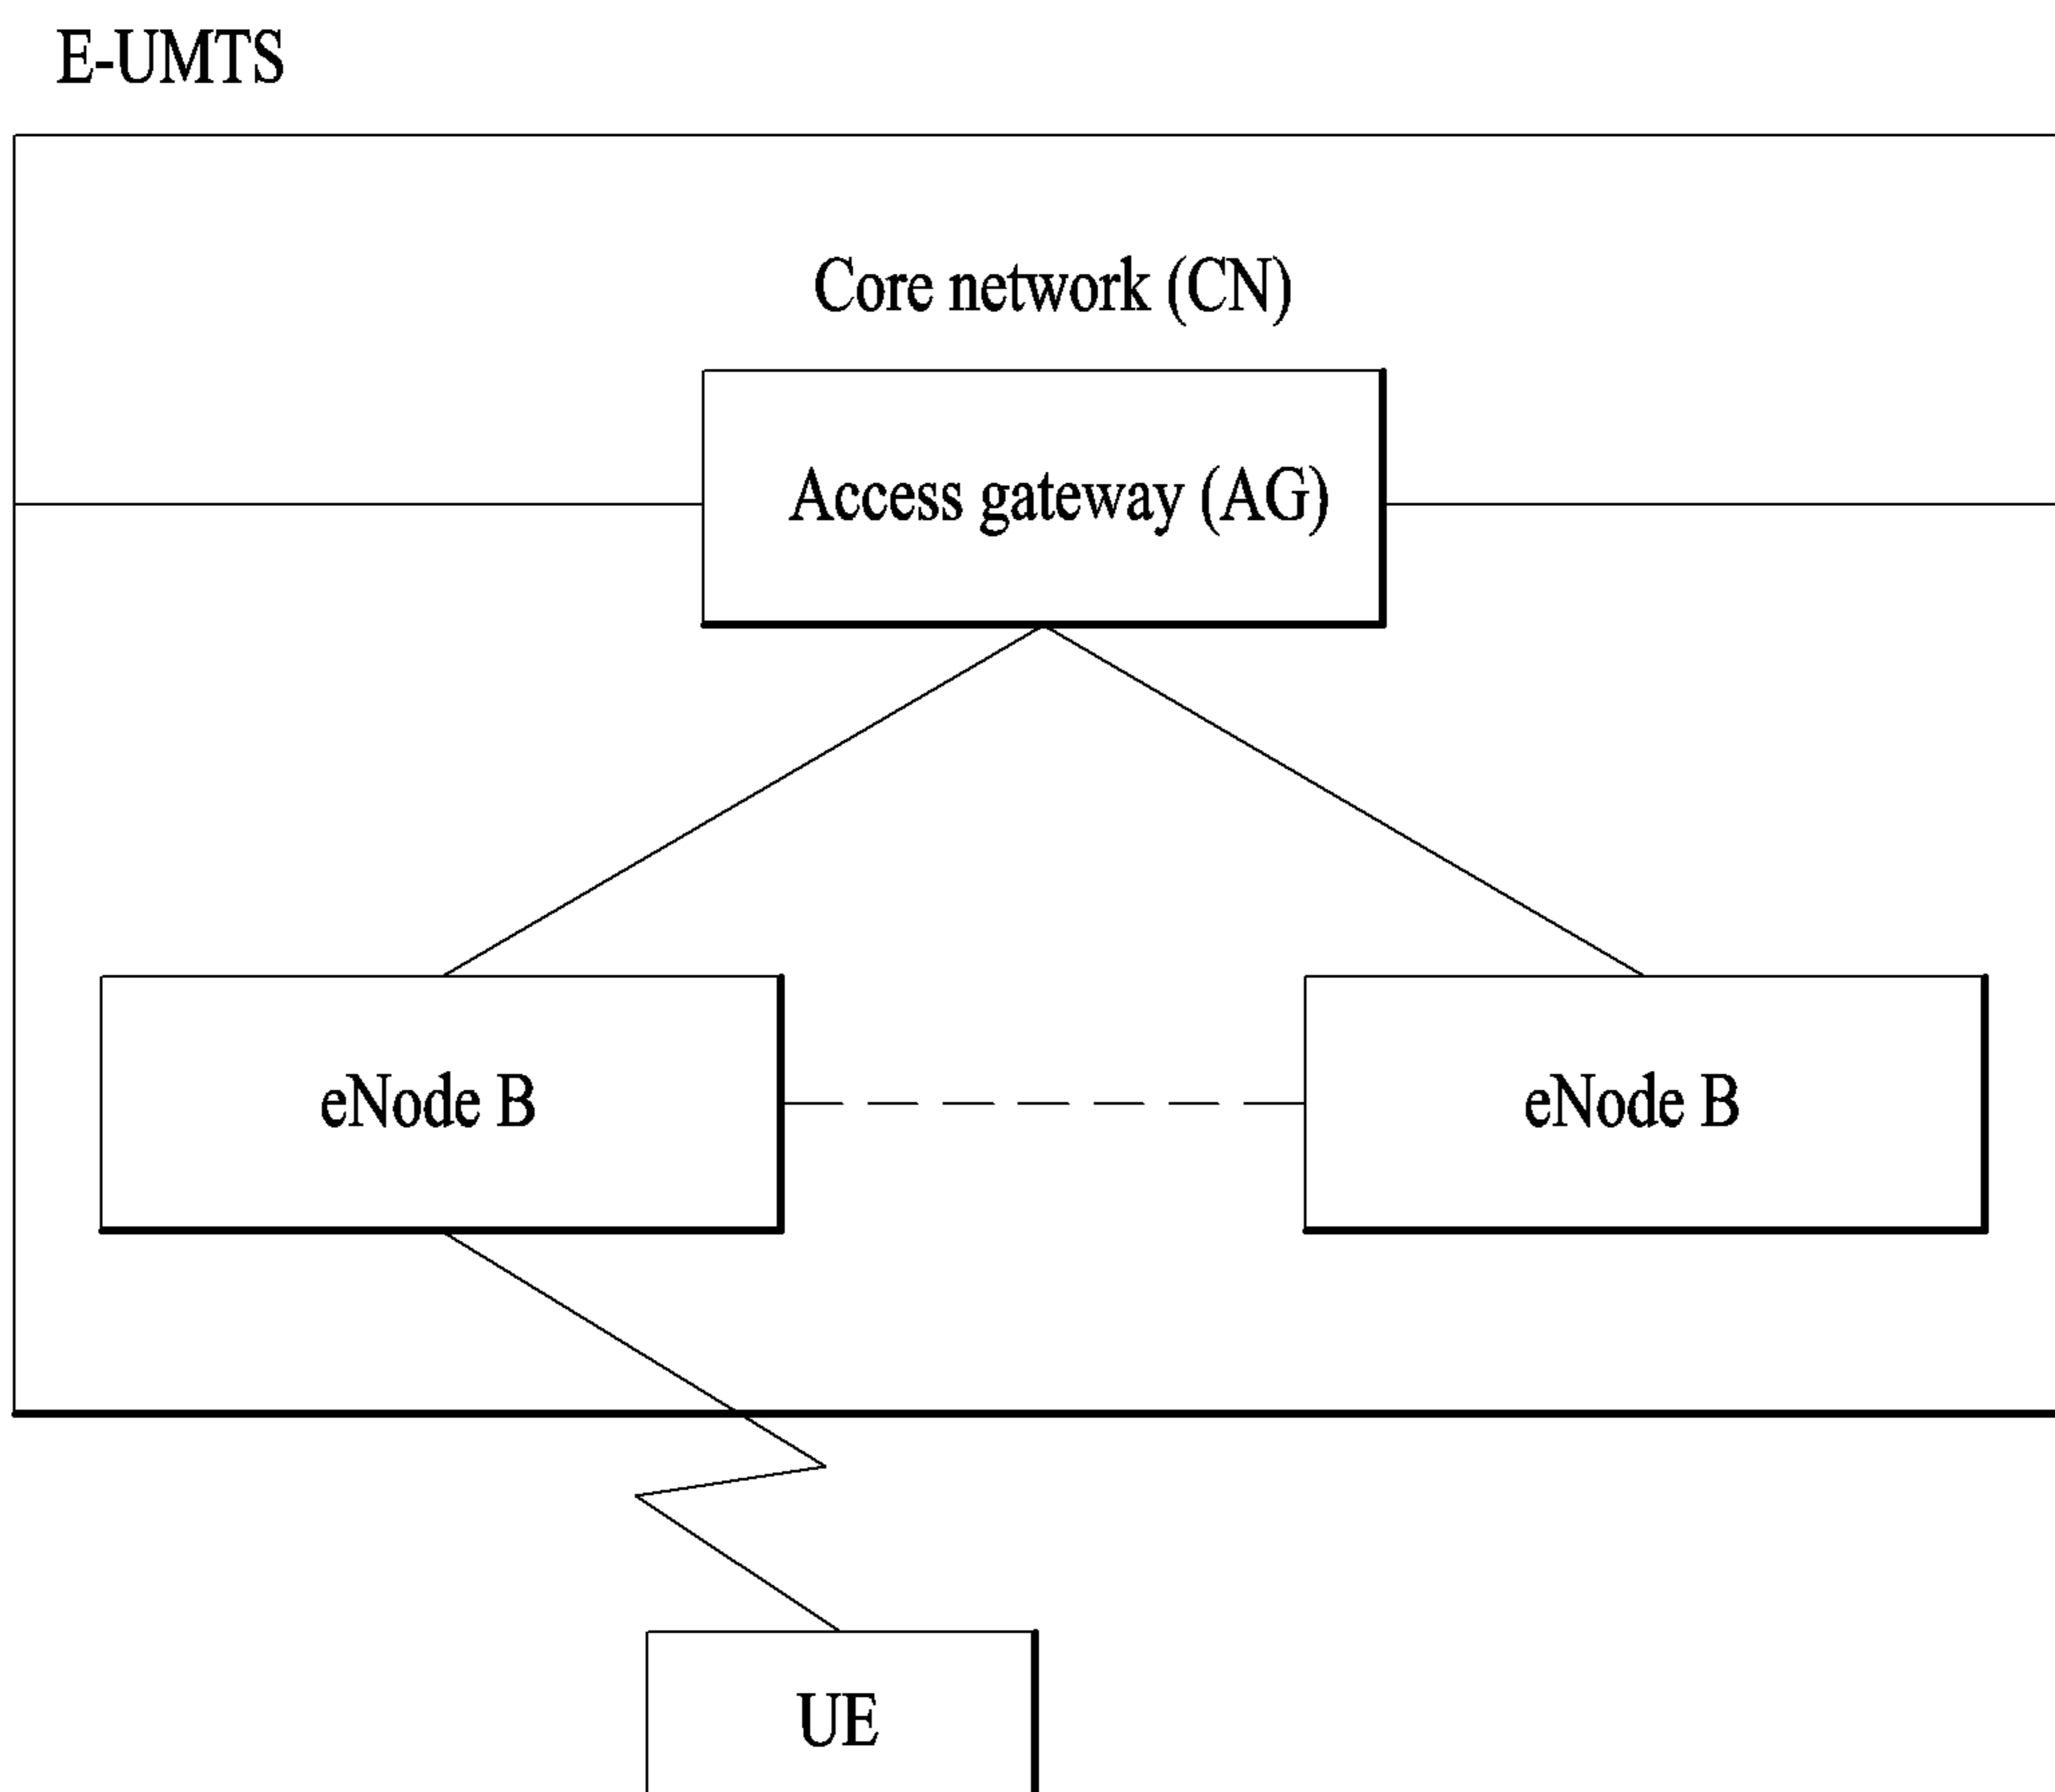 E-UMTS
Core network (CN)
Access gateway (AG)
eNode B
eNode B
UE